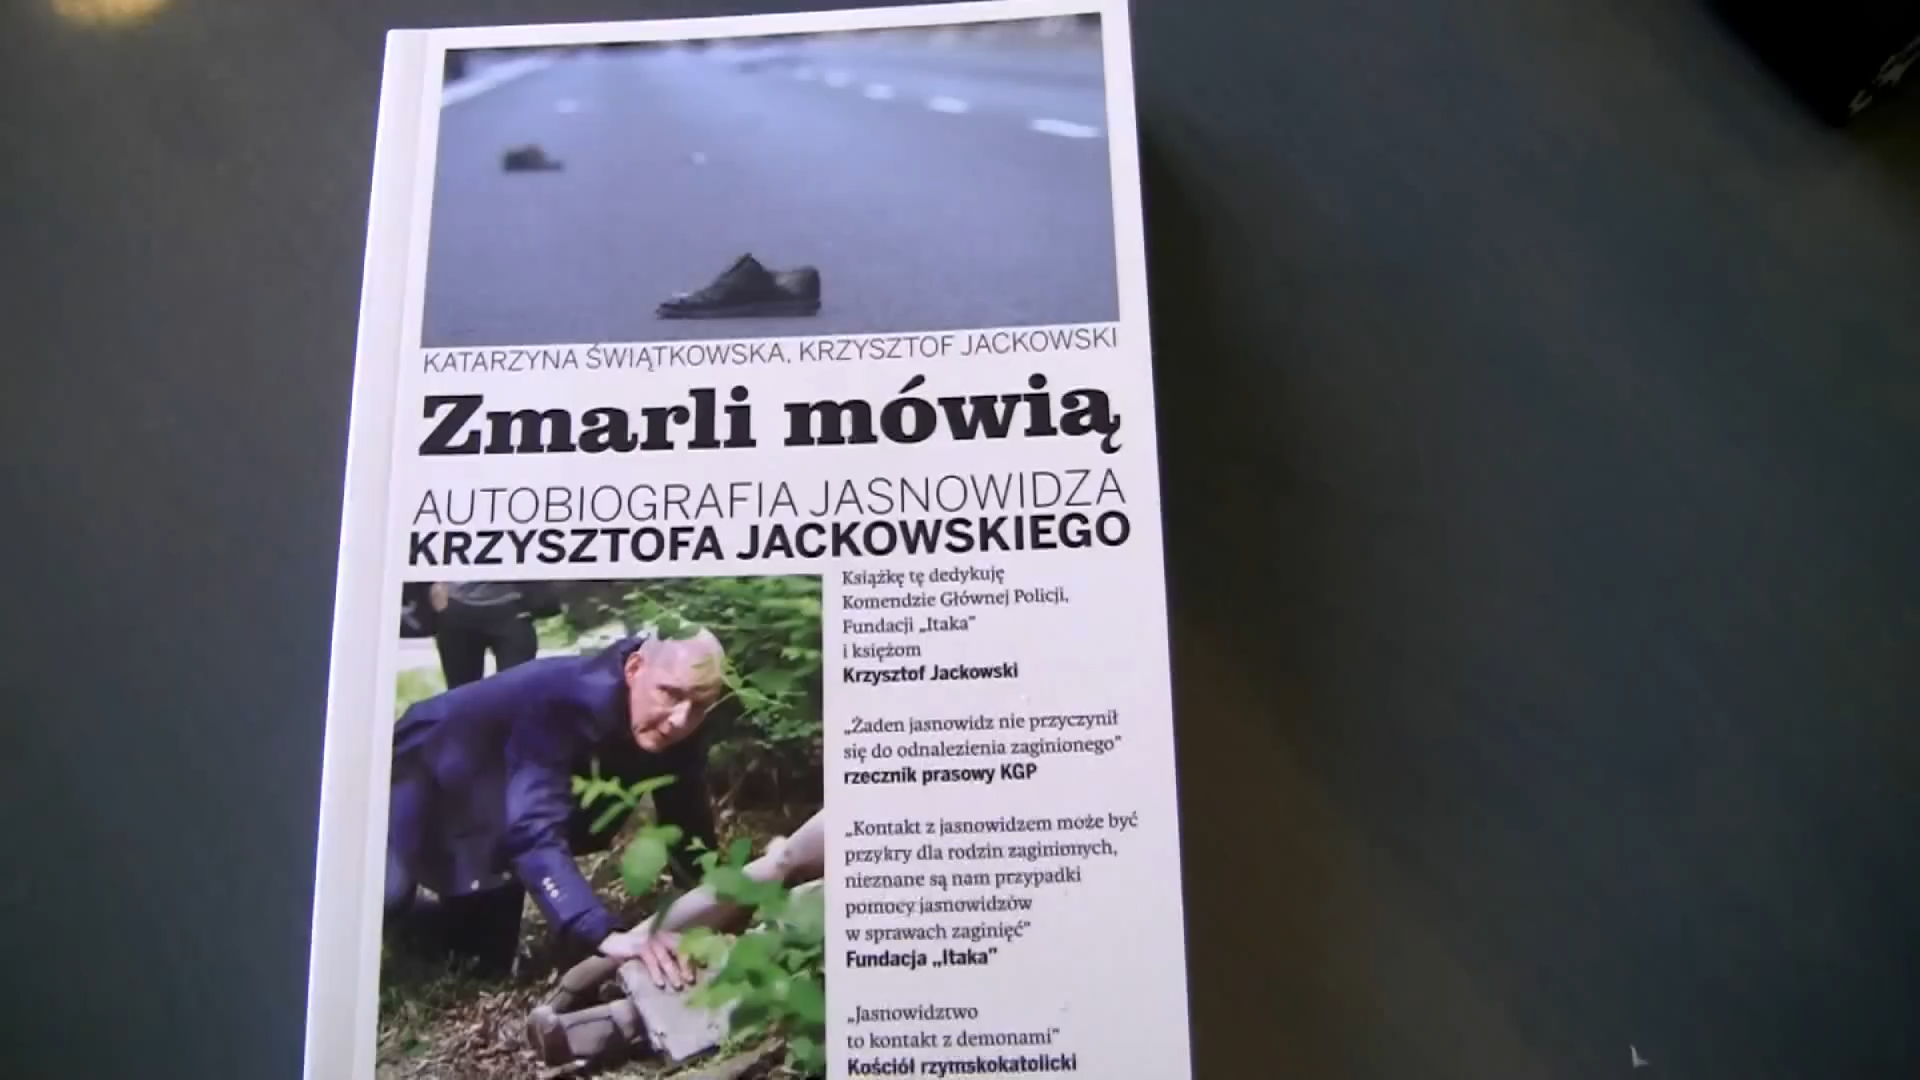 KATARZYNA ŚWIĄTKOWSKA, KRZYSZTOF JACKOWSKI
Zmarli mówią
AUTOBIOGRAFIA JASNOWIDZA
KRZYSZTOFA JACKOWSKIEGO
Książkę tę dedykuję
Komendzie Głównej Policji,
Fundacji „Itaka”
i księżom
Krzysztof Jackowski
„Żaden jasnowidz nie przyczynił
się do odnalezienia zaginionego”
rzecznik prasowy KGP
„Kontakt z jasnowidzem może być
przykry dla rodzin zaginionych,
nieznane są nam przypadki
pomocy jasnowidzów
w sprawach zaginięć”
Fundacja „Itaka”
„Jasnowidztwo
to kontakt z demonami”
Kościół rzymskokatolicki